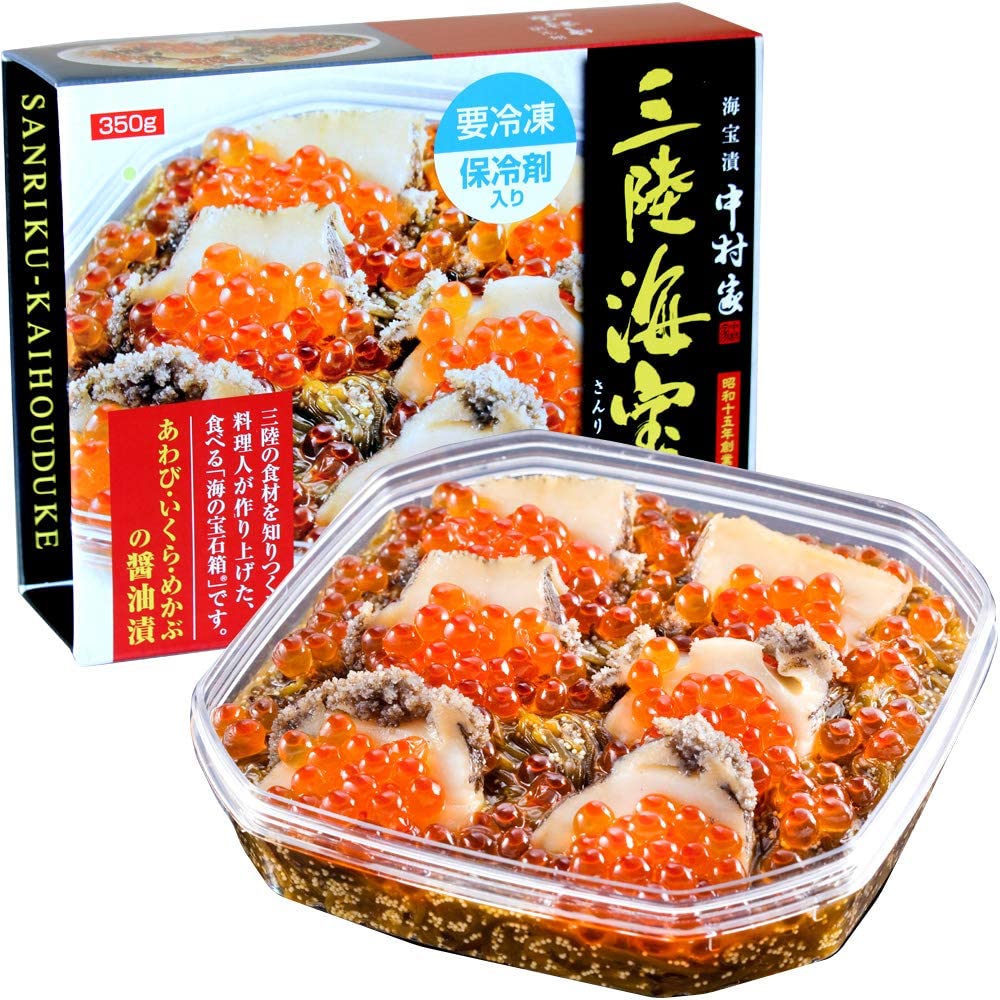 SANRIKU-KAIHOUDUKE
350g
要冷凍
保冷剤
入り
海宝漬
中村家
昭和十五年創業
三陸海宝
さんり
三陸の食材を知りつく
料理人が作り上げた、
食べる「海の宝石箱®」です。
あわび・いくら・めかぶ
の醤油漬